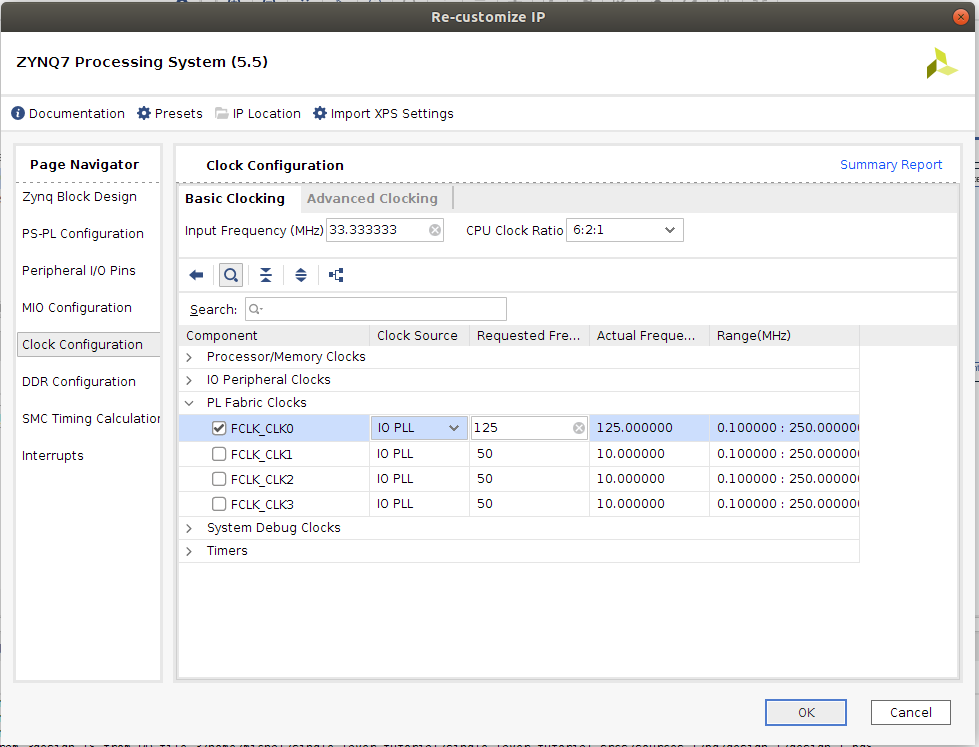 Re-customize IP
ZYNQ7 Processing System (5.5)
Documentation Presets IP Location Import XPS Settings
Page Navigator
Zynq Block Design
PS-PL Configuration
Peripheral I/O Pins
MIO Configuration
Clock Configuration
DDR Configuration
SMC Timing Calculation
Interrupts
Clock Configuration Summary Report
Basic Clocking Advanced Clocking
Input Frequency (MHz) 33.333333 CPU Clock Ratio 6:2:1
Search:
Component Clock Source Requested Fre... Actual Freque... Range(MHz)
Processor/Memory Clocks
IO Peripheral Clocks
PL Fabric Clocks
FCLK_CLK0 IO PLL 125 125.000000 0.100000 : 250.000000
FCLK_CLK1 IO PLL 50 10.000000 0.100000 : 250.000000
FCLK_CLK2 IO PLL 50 10.000000 0.100000 : 250.000000
FCLK_CLK3 IO PLL 50 10.000000 0.100000 : 250.000000
System Debug Clocks
Timers
OK Cancel